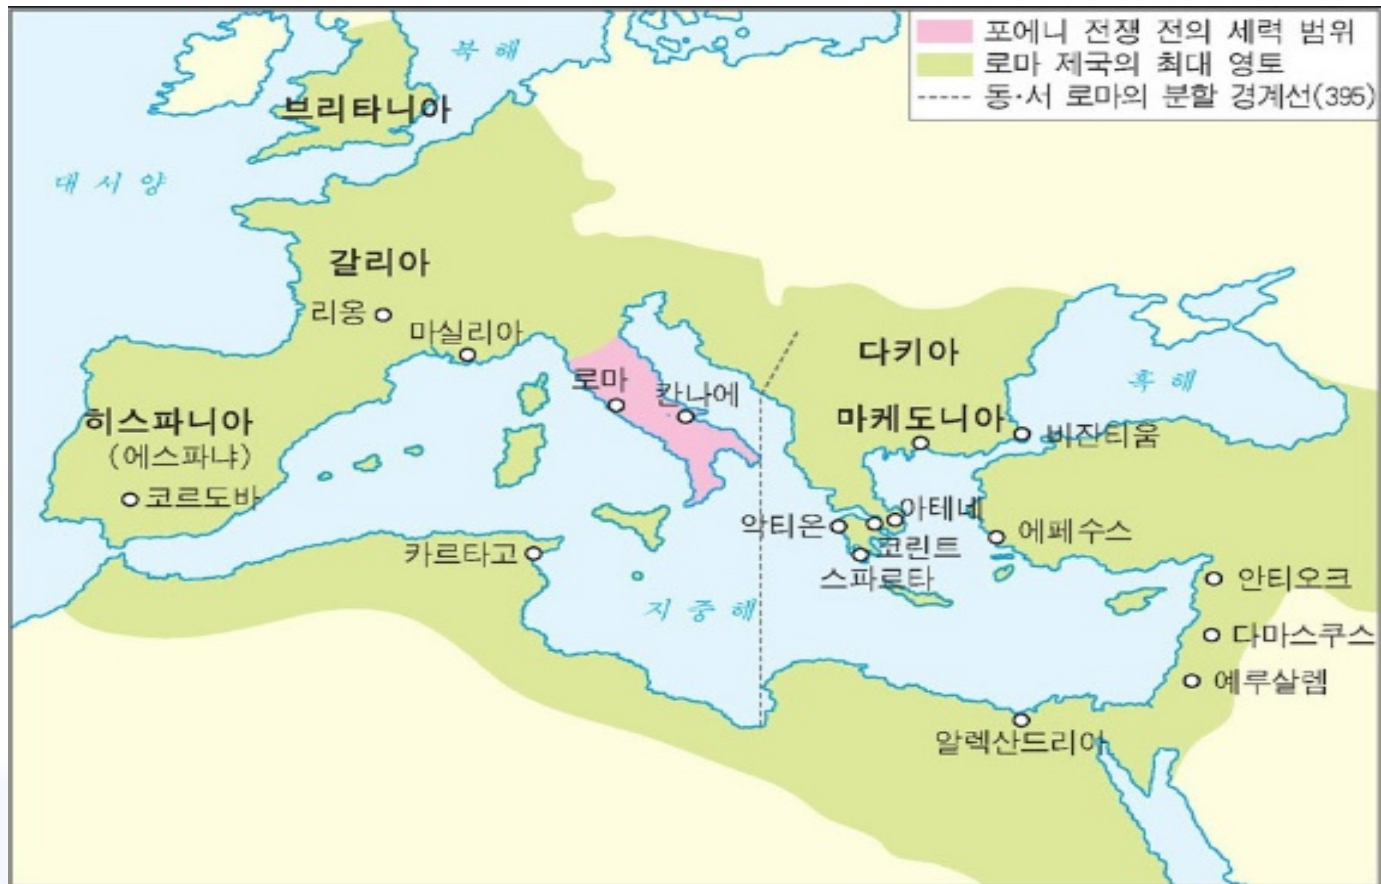 포에니 전쟁 전의 세력 범위
로마 제국의 최대 영토
동·서 로마의 분할 경계선(395)
북해
브리타니아
대서양
갈리아
리옹
마실리아
다키아
로마
칸나에
흑해
히스파니아
(에스파냐)
마케도니아
비잔티움
코르도바
악티온
아테네
에페수스
카르타고
코린트
스파르타
안티오크
지중해
다마스쿠스
예루살렘
알렉산드리아